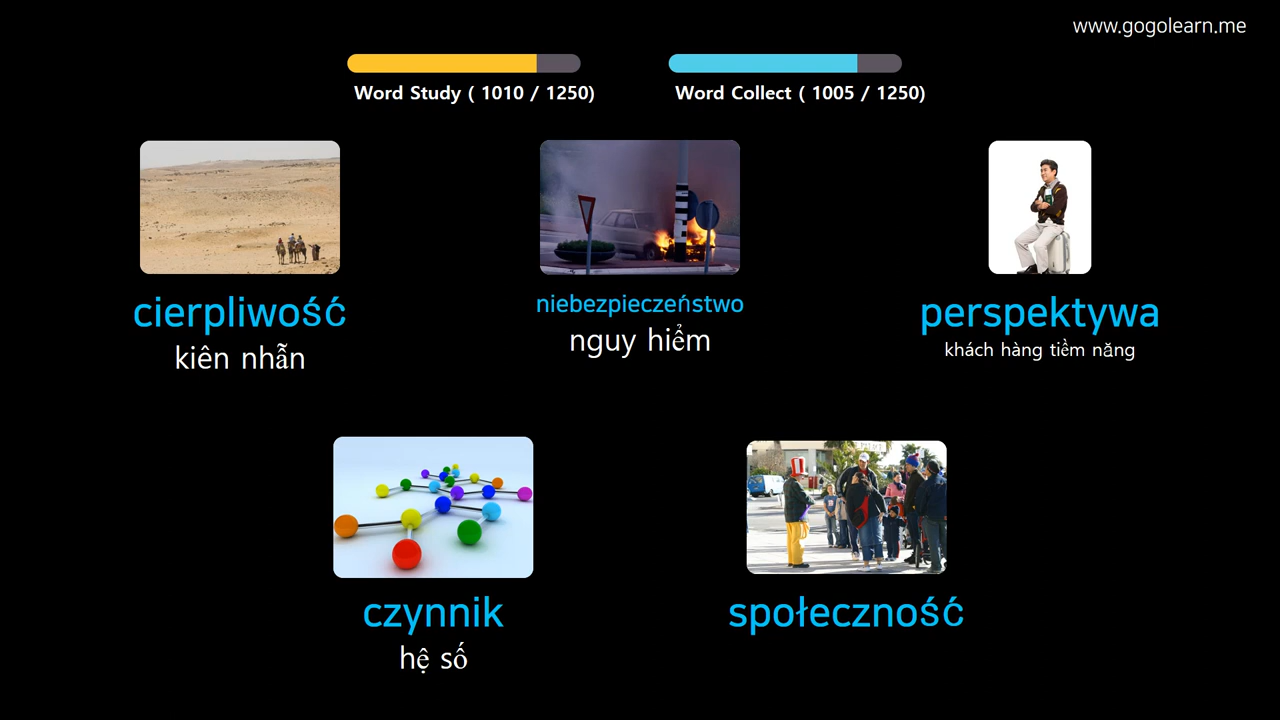 www.gogolearn.me
Word Study ( 1010 / 1250)
Word Collect ( 1005 / 1250)
cierpliwość
kiên nhẫn
niebezpieczeństwo
nguy hiểm
perspektywa
khách hàng tiềm năng
czynnik
hệ số
społeczność